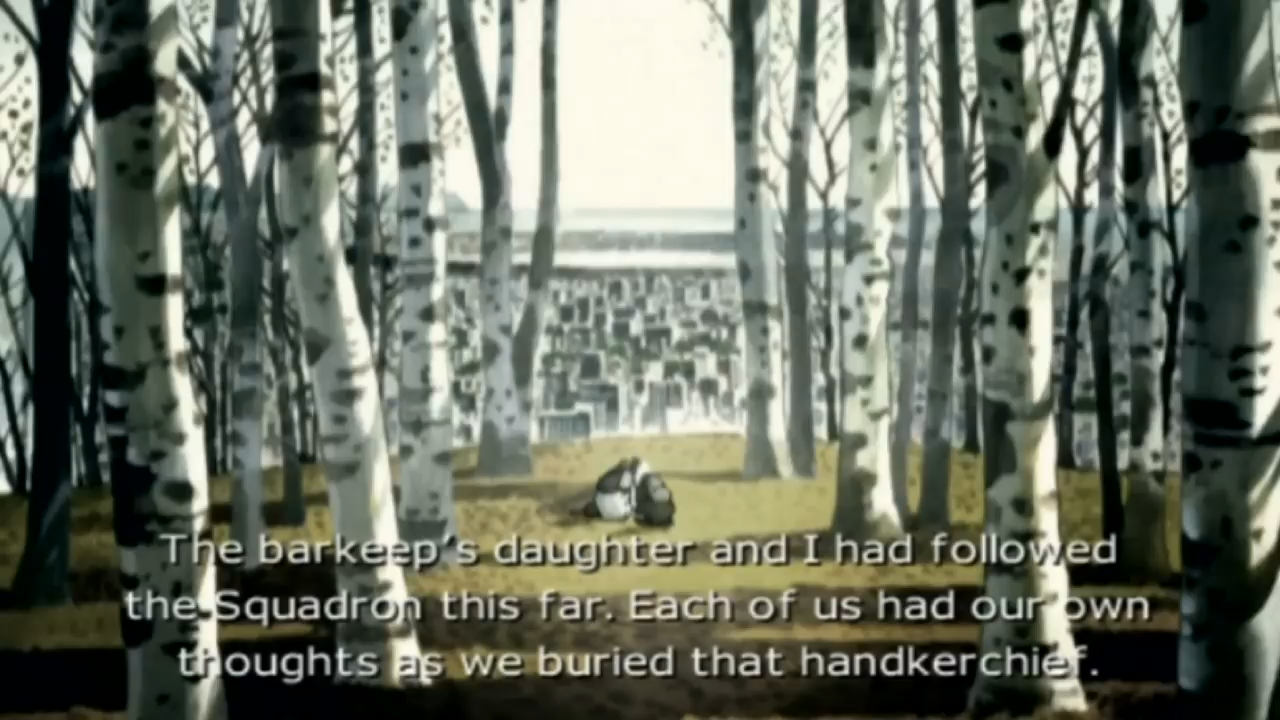 The barkeep's daughter and I had followed
the Squadron this far. Each of us had our own
thoughts as we buried that handkerchief.